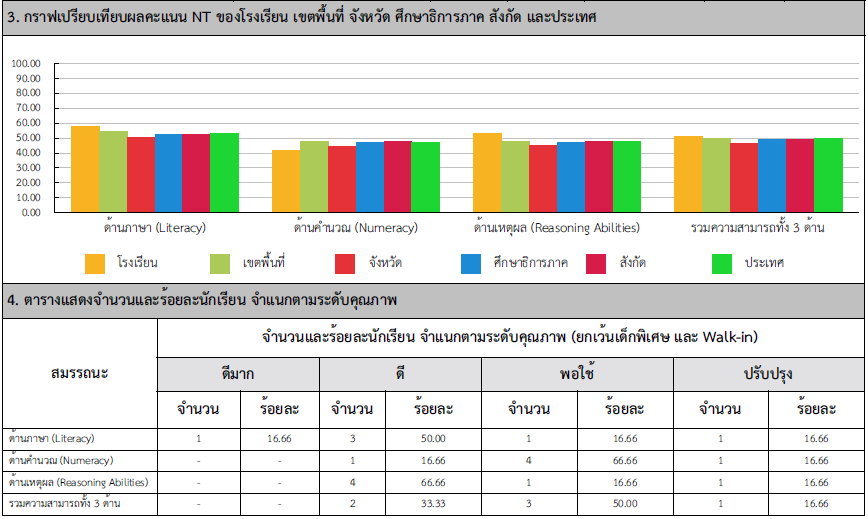 3. กราฟเปรียบเทียบผลคะแนน NT ของโรงเรียน เขตพื้นที่ จังหวัด ศึกษาธิการภาค สังกัด และประเทศ
100.00
90.00
80.00
70.00
60.00
50.00
40.00
30.00
20.00
10.00
0.00
ด้านภาษา (Literacy) ด้านคำนวณ (Numeracy) ด้านเหตุผล (Reasoning Abilities) รวมความสามารถทั้ง 3 ด้าน
โรงเรียน เขตพื้นที่ จังหวัด ศึกษาธิการภาค สังกัด ประเทศ
4. ตารางแสดงจำนวนและร้อยละนักเรียน จำแนกตามระดับคุณภาพ
จำนวนและร้อยละนักเรียน จำแนกตามระดับคุณภาพ (ยกเว้นเด็กพิเศษ และ Walk-in)
สมรรถนะ ดีมาก ดี พอใช้ ปรับปรุง
จำนวน ร้อยละ จำนวน ร้อยละ จำนวน ร้อยละ จำนวน ร้อยละ
ด้านภาษา (Literacy) 1 16.66 3 50.00 1 16.66 1 16.66
ด้านคำนวณ (Numeracy) - - 1 16.66 4 66.66 1 16.66
ด้านเหตุผล (Reasoning Abilities) - - 4 66.66 1 16.66 1 16.66
รวมความสามารถทั้ง 3 ด้าน - - 2 33.33 3 50.00 1 16.66